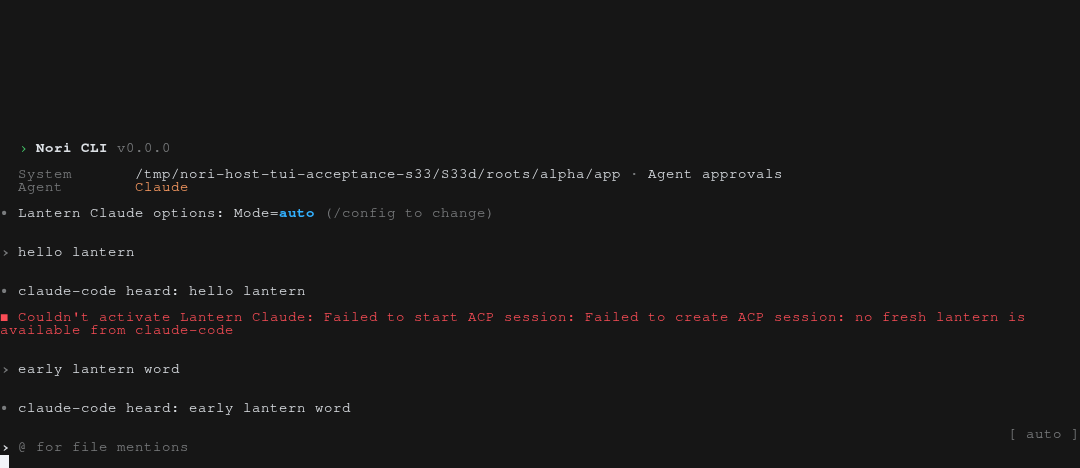 › Nori CLI v0.0.0
System /tmp/nori-host-tui-acceptance-s33/S33d/roots/alpha/app · Agent approvals
Agent Claude
• Lantern Claude options: Mode=auto (/config to change)
› hello lantern
• claude-code heard: hello lantern
■ Couldn't activate Lantern Claude: Failed to start ACP session: Failed to create ACP session: no fresh lantern is
available from claude-code
› early lantern word
• claude-code heard: early lantern word
[ auto ]
› @ for file mentions